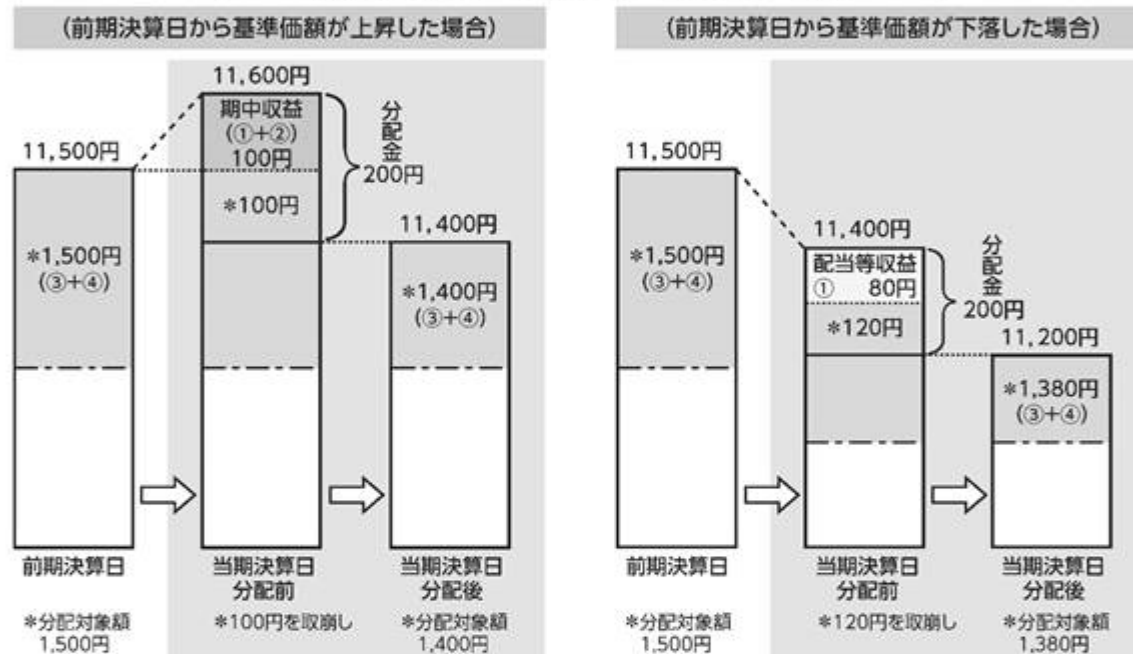 (前期決算日から基準価額が上昇した場合)
11,500円
*1,500円
(③+④)
前期決算日
*分配対象額
1,500円
11,600円
期中収益
(①+②)
100円
*100円
分配金
200円
当期決算日
分配前
*100円を取崩し
11,400円
*1,400円
(③+④)
当期決算日
分配後
*分配対象額
1,400円
(前期決算日から基準価額が下落した場合)
11,500円
*1,500円
(③+④)
前期決算日
*分配対象額
1,500円
11,400円
配当等収益
① 80円
*120円
分配金
200円
当期決算日
分配前
*120円を取崩し
11,200円
*1,380円
(③+④)
当期決算日
分配後
*分配対象額
1,380円